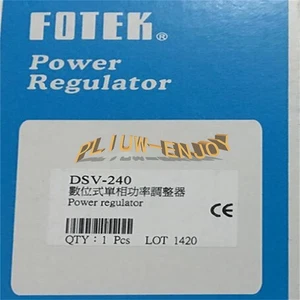 FOTEK®
Power
Regulator
PLIUW-ENJOY
DSV-240
數位式單相功率調整器
Power regulator
QTY : 1 Pcs LOT 1420
CE